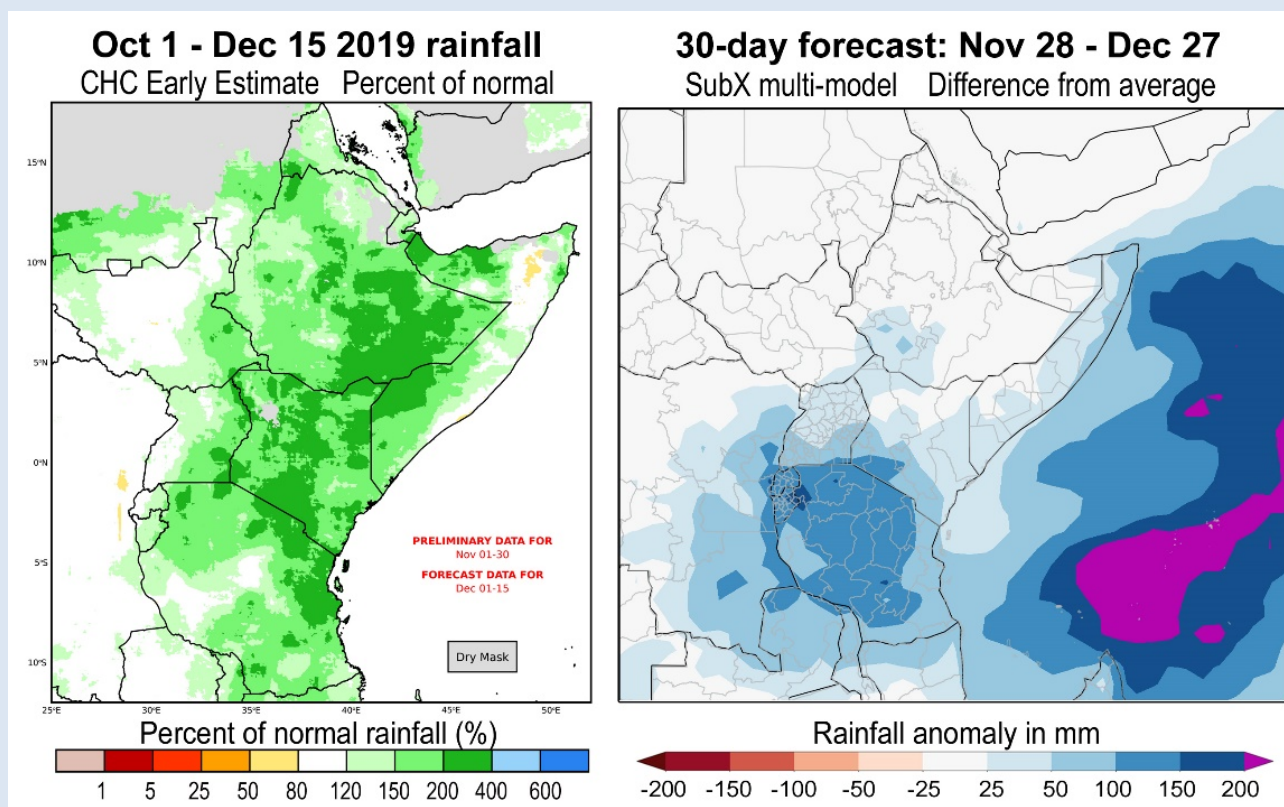 Oct 1 - Dec 15 2019 rainfall
CHC Early Estimate Percent of normal
15°N
10°N
5°N
0°N
5°S
10°S
PRELIMINARY DATA FOR
Nov 01-30
FORECAST DATA FOR
Dec 01-15
Dry Mask
25°E 30°E 35°E 40°E 45°E 50°E
Percent of normal rainfall (%)
1 5 25 50 80 120 150 200 400 600
30-day forecast: Nov 28 - Dec 27
SubX multi-model Difference from average
Rainfall anomaly in mm
-200 -150 -100 -50 -25 25 50 100 150 200